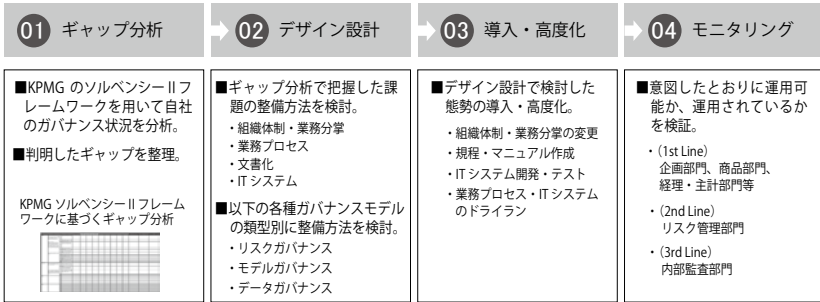 01 ギャップ分析
02 デザイン設計
03 導入・高度化
04 モニタリング
■KPMG のソルベンシーⅡフ
レームワークを用いて自社
のガバナンス状況を分析。
■判明したギャップを整理。
KPMG ソルベンシーⅡフレーム
ワークに基づくギャップ分析
■ギャップ分析で把握した課
題の整備方法を検討。
・組織体制・業務分掌
・業務プロセス
・文書化
・IT システム
■以下の各種ガバナンスモデル
の類型別に整備方法を検討。
・リスクガバナンス
・モデルガバナンス
・データガバナンス
■デザイン設計で検討した
態勢の導入・高度化。
・組織体制・業務分掌の変更
・規程・マニュアル作成
・IT システム開発・テスト
・業務プロセス・IT システム
のドライラン
■意図したとおりに運用可
能か、運用されているか
を検証。
・(1st Line)
企画部門、商品部門、
経理・主計部門等
・(2nd Line)
リスク管理部門
・(3rd Line)
内部監査部門